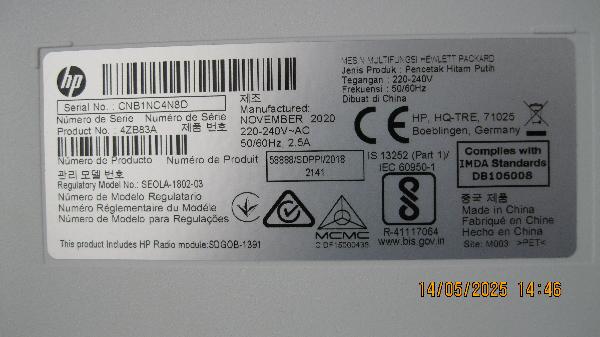 hp
Serial No.: CNB1NC4N8D
Número de Serie Número de Série
Product No.: 4ZB83A 제품 번호
Número de Producto Número de Produit
관리 모델 번호
Regulatory Model No.: SEOLA-1802-03
Número de Modelo Regulatorio
Numéro Réglementaire du Modéle
Número de Modelo para Regulações
This product Includes HP Radio module:SDGOB-1391
제조
Manufactured:
NOVEMBER 2020
220-240V~AC
50/60Hz, 2.5A
58888/SDPPI/2018
2141
MCMC
CIDF15000435
MESIN MULTIFUNGSI HEWLETT PACKARD
Jenis Produk : Pencetak Hitam Putih
Tegangan : 220-240V
Frekuensi : 50/60Hz
Dibuat di China
CE
HP, HQ-TRE, 71025
Boeblingen, Germany
IS 13252 (Part 1)/
IEC 60950-1
R-41117064
www.bis.gov.in
Complies with
IMDA Standards
DB105008
중국 제품
Made in China
Fabriqué en Chine
Hecho en China
Site: M003 >PET<
14/05/2025 14:46